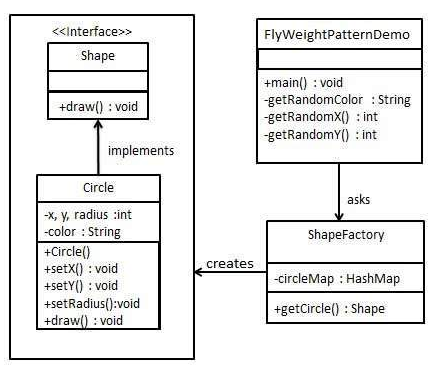 <<Interface>>
Shape
+draw() : void
implements
Circle
-x, y, radius :int
-color : String
+Circle()
+setX() : void
+setY() : void
+setRadius():void
+draw() : void
FlyWeightPatternDemo
+main() : void
-getRandomColor : String
-getRandomX() : int
-getRandomY() : int
asks
ShapeFactory
-circleMap : HashMap
+getCircle() : Shape
creates